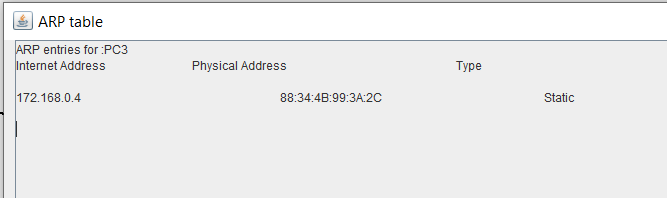 ARP table
ARP entries for :PC3
Internet Address Physical Address Type
172.168.0.4 88:34:4B:99:3A:2C Static